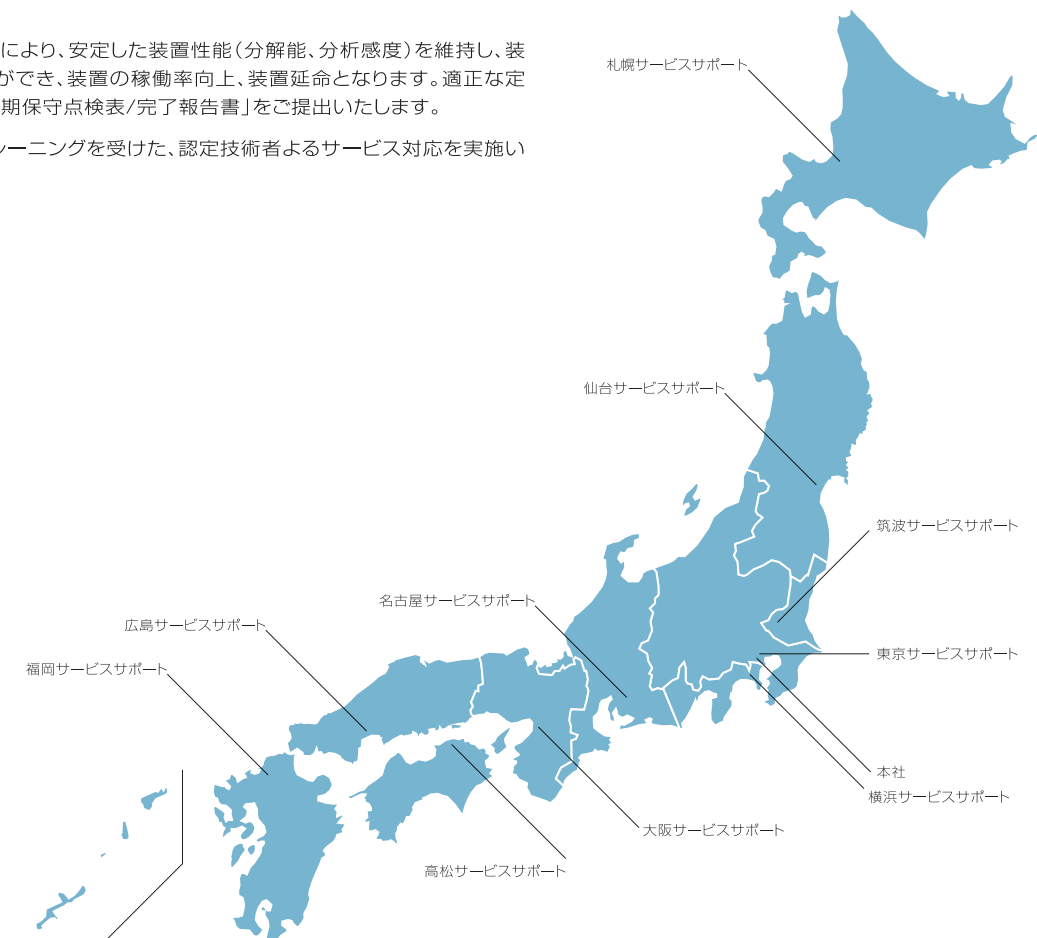 により、安定した装置性能（分解能、分析感度）を維持し、装
ができ、装置の稼働率向上、装置延命となります。適正な定
期保守点検表/完了報告書」をご提出いたします。
レーニングを受けた、認定技術者よるサービス対応を実施い
札幌サービスサポート
仙台サービスサポート
筑波サービスサポート
名古屋サービスサポート
広島サービスサポート
東京サービスサポート
福岡サービスサポート
本社
横浜サービスサポート
大阪サービスサポート
高松サービスサポート